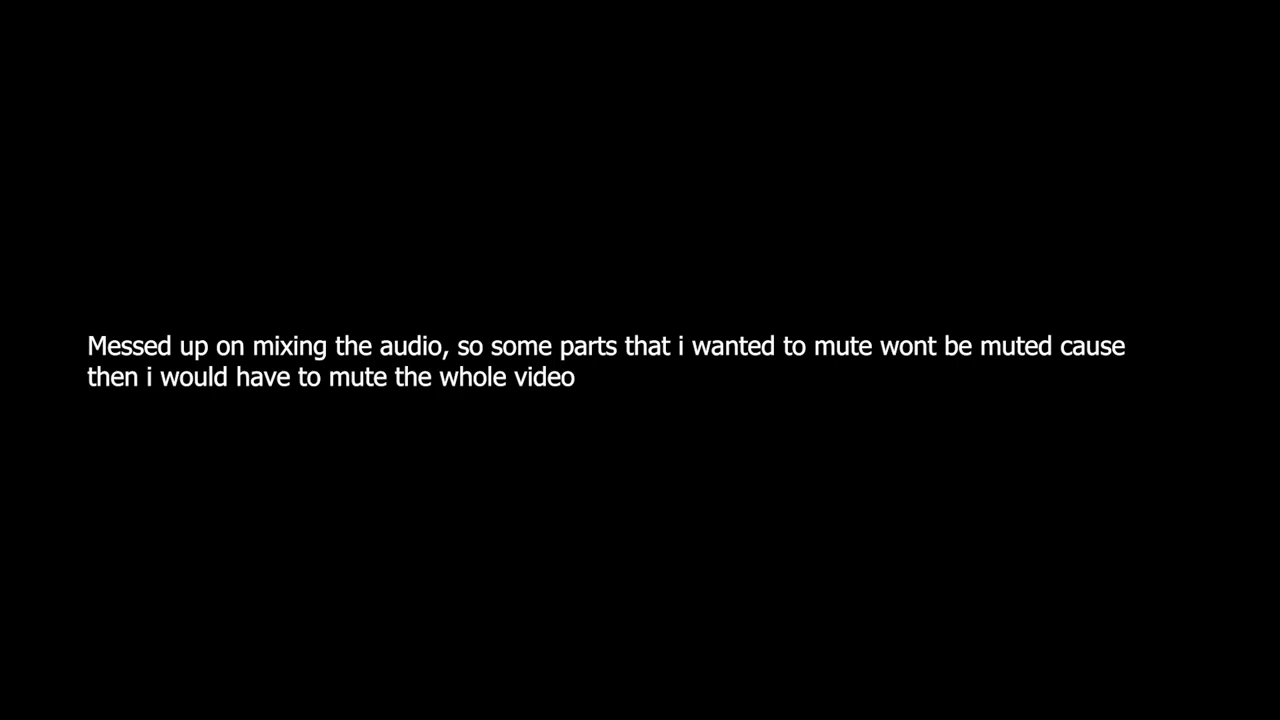 Messed up on mixing the audio, so some parts that i wanted to mute wont be muted cause
then i would have to mute the whole video